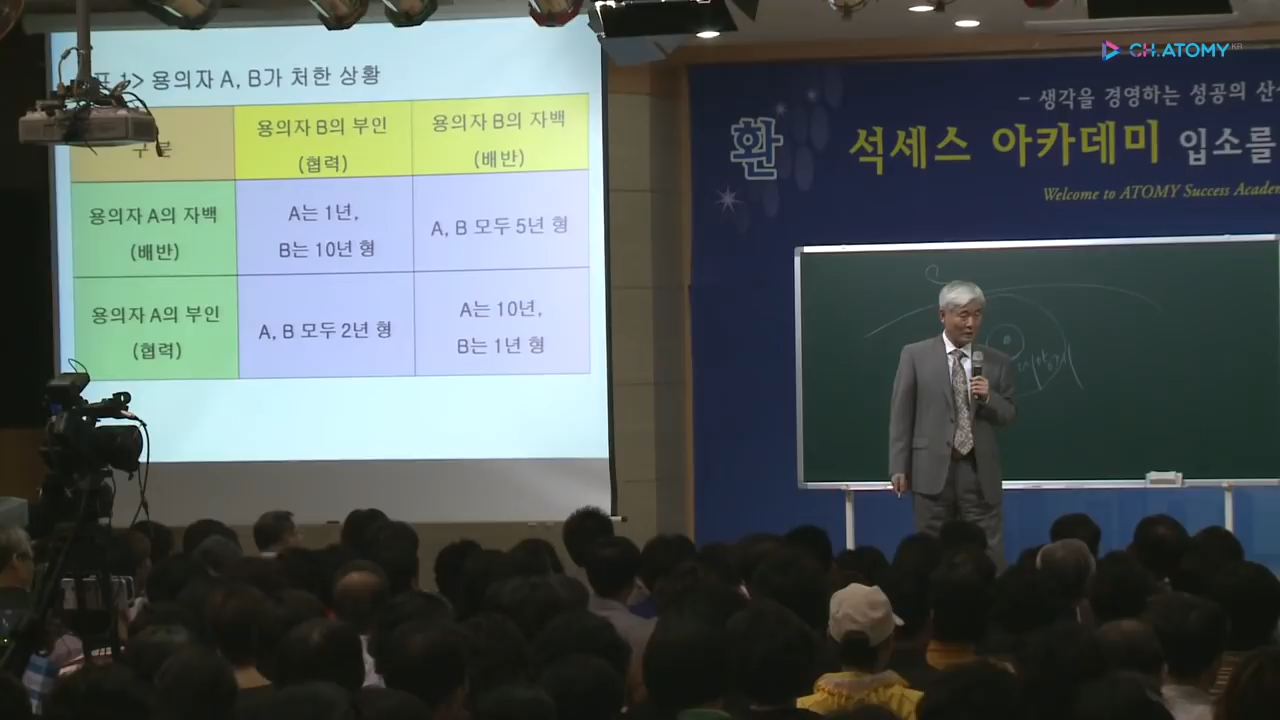 CH.ATOMY KR
표 1> 용의자 A, B가 처한 상황
구 분
용의자 B의 부인
(협력)
용의자 B의 자백
(배반)
용의자 A의 자백
(배반)
A는 1년,
B는 10년 형
A, B 모두 5년 형
용의자 A의 부인
(협력)
A, B 모두 2년 형
A는 10년,
B는 1년 형
- 생각을 경영하는 성공의 산
환 석세스 아카데미 입소를
Welcome to ATOMY Success